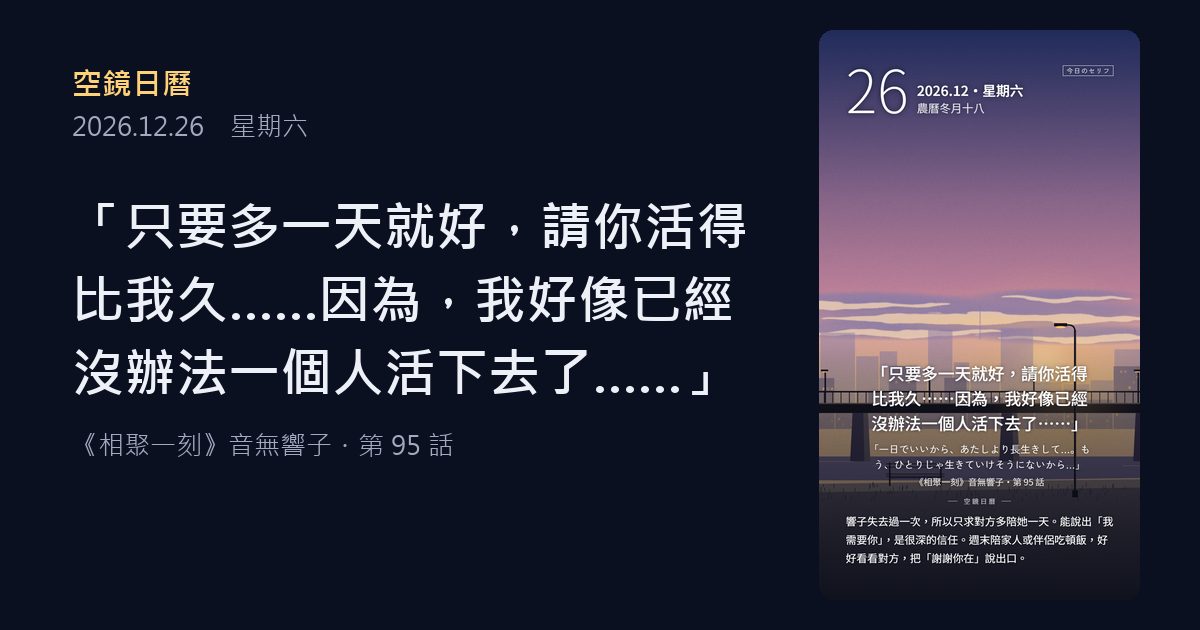 空鏡日曆
2026.12.26 星期六
「只要多一天就好，請你活得
比我久……因為，我好像已經
沒辦法一個人活下去了……」
《相聚一刻》音無響子・第 95 話
26
2026.12・星期六
農曆冬月十八
今日のセリフ
「只要多一天就好，請你活得
比我久……因為，我好像已經
沒辦法一個人活下去了……」
「一日でいいから、あたしより長生きして…。も
う、ひとりじゃ生きていけそうにないから…」
《相聚一刻》音無響子・第 95 話
— 空鏡日曆 —
響子失去過一次，所以只求對方多陪她一天。能說出「我
需要你」，是很深的信任。週末陪家人或伴侶吃頓飯，好
好看看對方，把「謝謝你在」說出口。